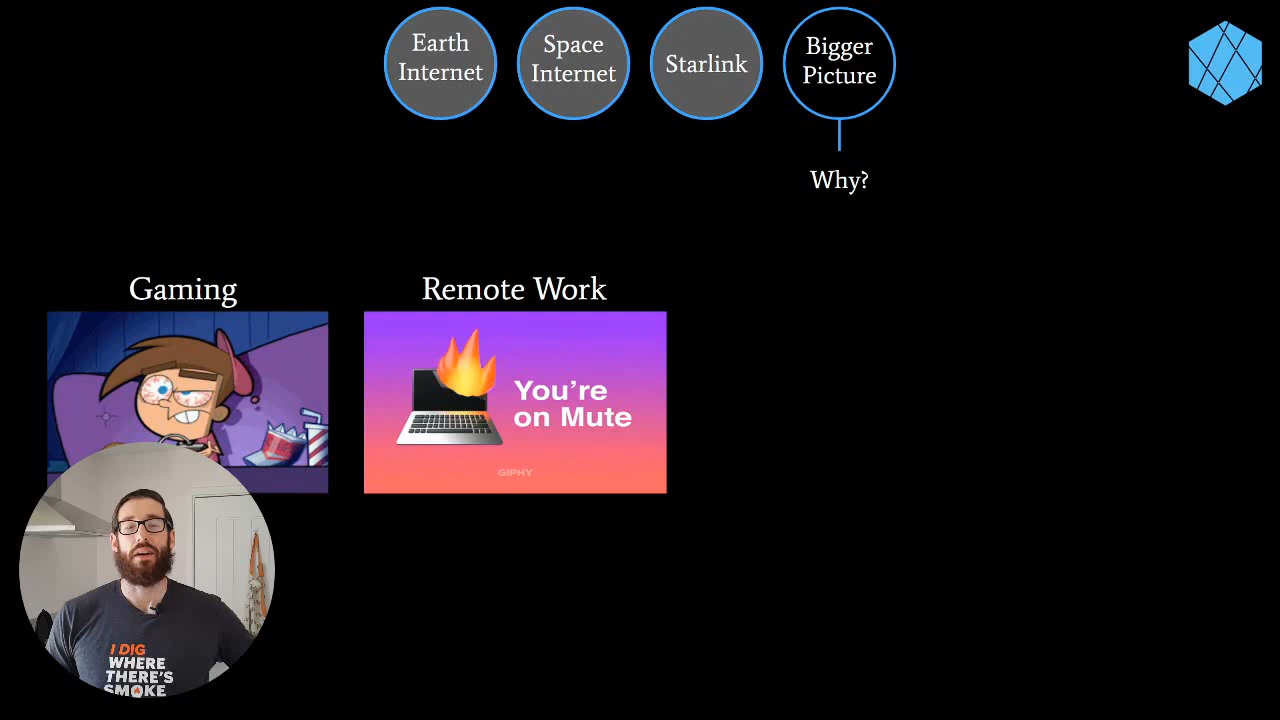 Earth
Internet
Space
Internet
Starlink
Bigger
Picture
Why?
Gaming
Remote Work
You're
on Mute
GIPHY
I DIG
WHERE
THERE'S
SMOKE